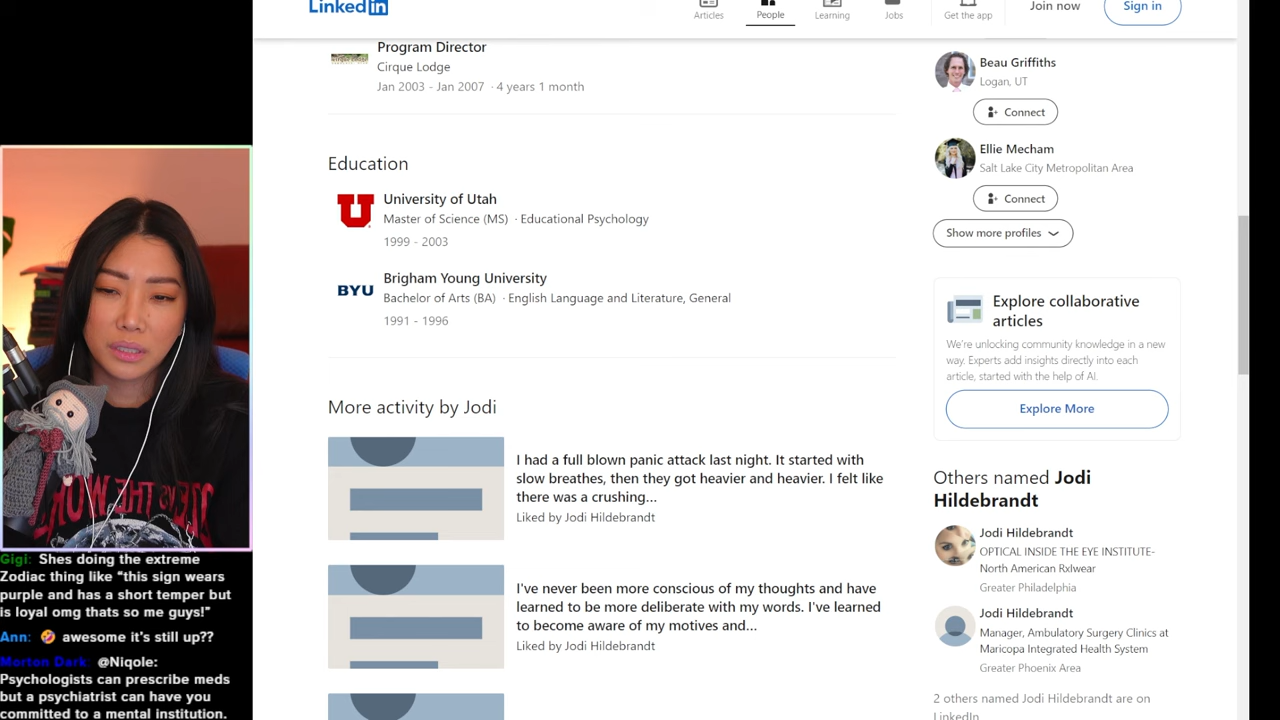 LinkedIn
Articles
People
Learning
Jobs
Get the app
Join now
Sign in
Program Director
Cirque Lodge
Jan 2003 - Jan 2007 · 4 years 1 month
Education
University of Utah
Master of Science (MS) · Educational Psychology
1999 - 2003
BYU
Brigham Young University
Bachelor of Arts (BA) · English Language and Literature, General
1991 - 1996
More activity by Jodi
I had a full blown panic attack last night. It started with
slow breathes, then they got heavier and heavier. I felt like
there was a crushing...
Liked by Jodi Hildebrandt
I've never been more conscious of my thoughts and have
learned to be more deliberate with my words. I've learned
to become aware of my motives and...
Liked by Jodi Hildebrandt
Beau Griffiths
Logan, UT
Connect
Ellie Mecham
Salt Lake City Metropolitan Area
Connect
Show more profiles
Explore collaborative
articles
We're unlocking community knowledge in a new
way. Experts add insights directly into each
article, started with the help of AI.
Explore More
Others named Jodi
Hildebrandt
Jodi Hildebrandt
OPTICAL INSIDE THE EYE INSTITUTE-
North American Rxlwear
Greater Philadelphia
Jodi Hildebrandt
Manager, Ambulatory Surgery Clinics at
Maricopa Integrated Health System
Greater Phoenix Area
2 others named Jodi Hildebrandt are on
LinkedIn
Gigi: Shes doing the extreme
Zodiac thing like “this sign wears
purple and has a short temper but
is loyal omg thats so me guys!”
Ann: 🤣 awesome it's still up??
Morton Dark: @Niqole:
Psychologists can prescribe meds
but a psychiatrist can have you
committed to a mental institution.